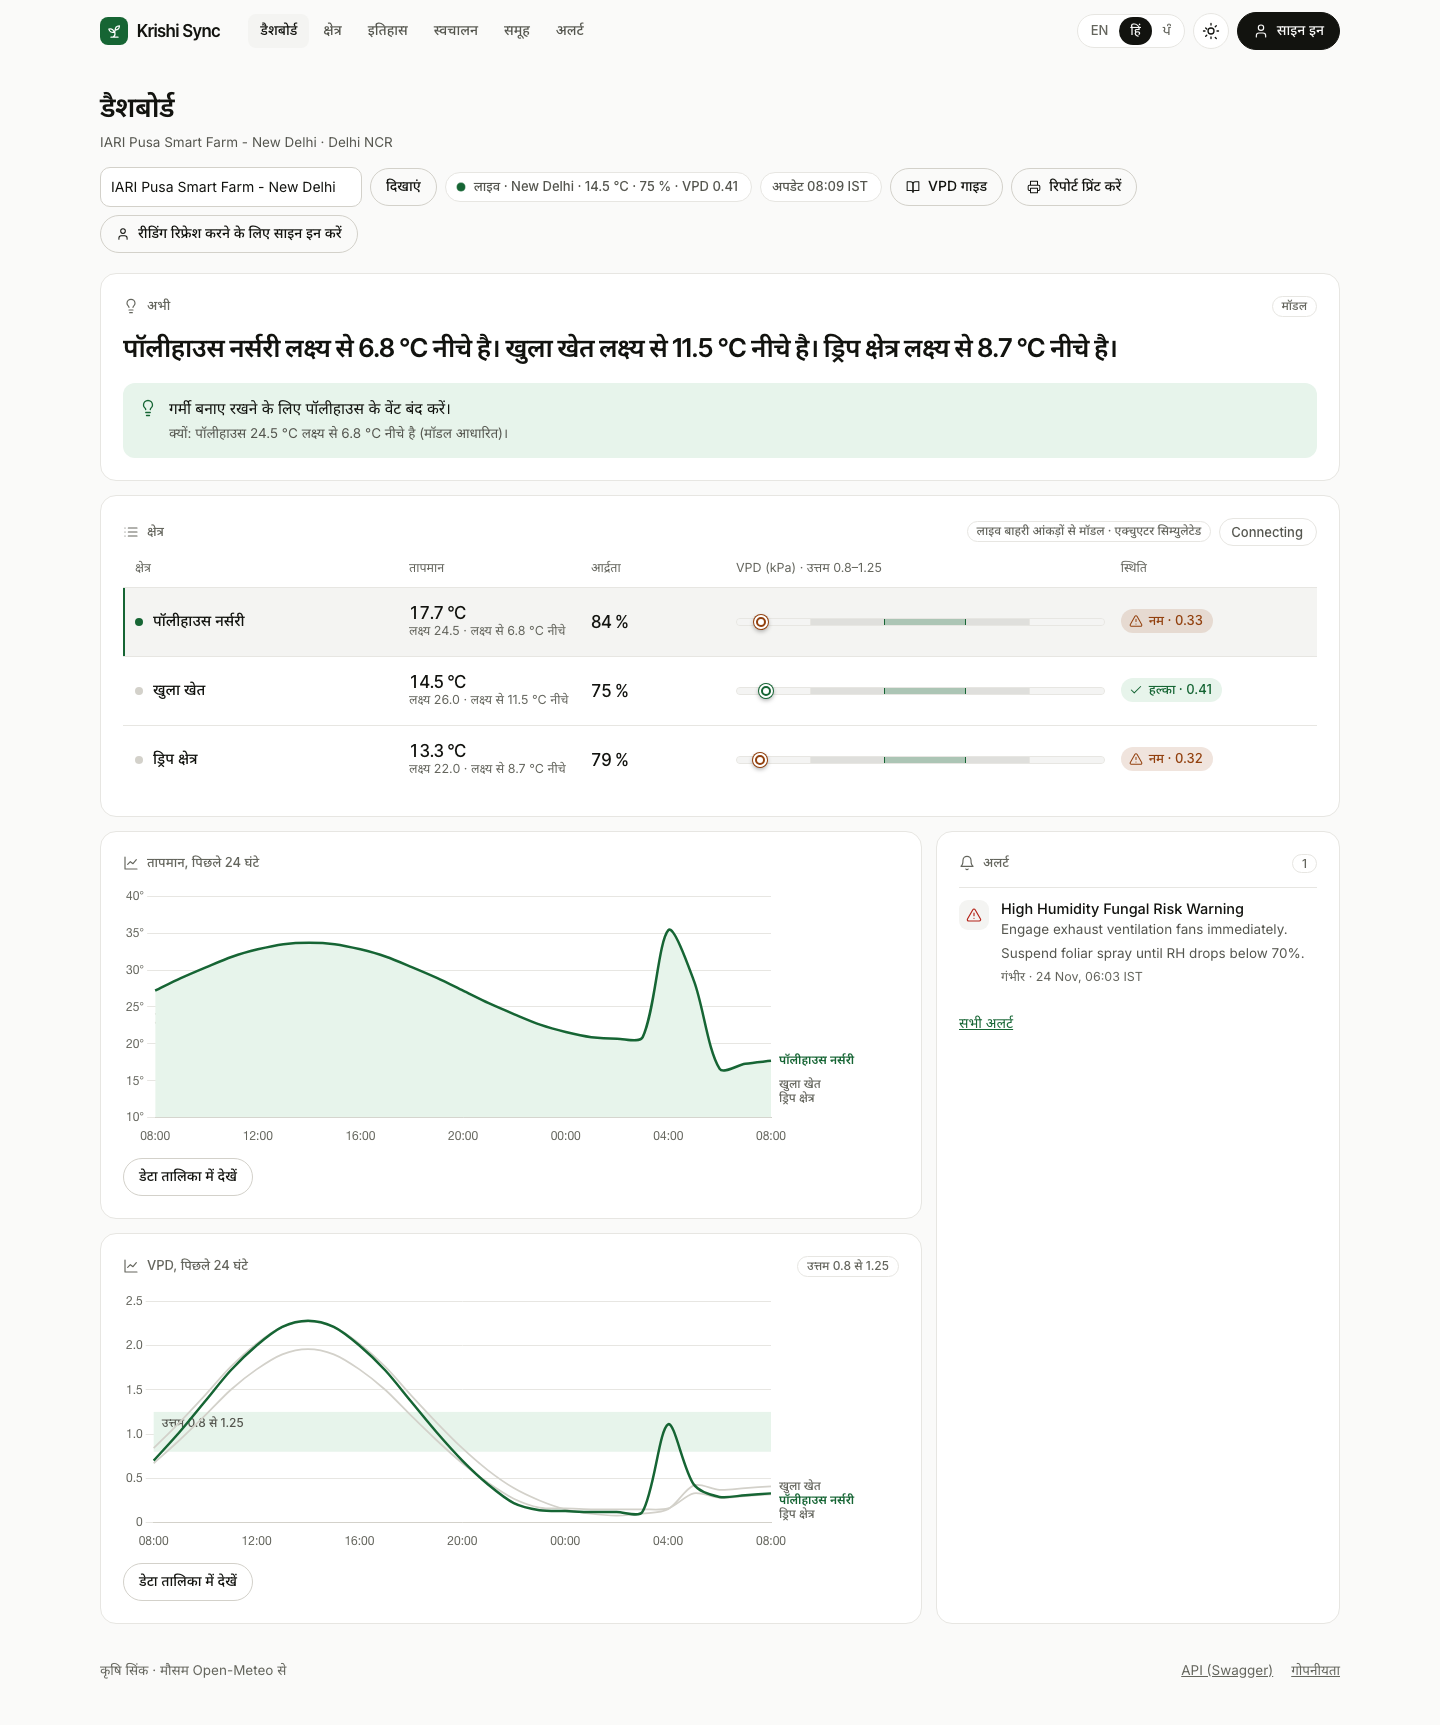 Krishi Sync
डैशबोर्ड
क्षेत्र
इतिहास
स्वचालन
समूह
अलर्ट
EN
हिं
ਪੰ
साइन इन
डैशबोर्ड
IARI Pusa Smart Farm - New Delhi · Delhi NCR
IARI Pusa Smart Farm - New Delhi
दिखाएं
लाइव · New Delhi · 14.5 °C · 75 % · VPD 0.41
अपडेट 08:09 IST
VPD गाइड
रिपोर्ट प्रिंट करें
रीडिंग रिफ्रेश करने के लिए साइन इन करें
अभी
मॉडल
पॉलीहाउस नर्सरी लक्ष्य से 6.8 °C नीचे है। खुला खेत लक्ष्य से 11.5 °C नीचे है। ड्रिप क्षेत्र लक्ष्य से 8.7 °C नीचे है।
गर्मी बनाए रखने के लिए पॉलीहाउस के वेंट बंद करें।
क्यों: पॉलीहाउस 24.5 °C लक्ष्य से 6.8 °C नीचे है (मॉडल आधारित)।
क्षेत्र
लाइव बाहरी आंकड़ों से मॉडल · एक्चुएटर सिम्युलेटेड
Connecting
क्षेत्र
तापमान
आर्द्रता
VPD (kPa) · उत्तम 0.8–1.25
स्थिति
पॉलीहाउस नर्सरी
17.7 °C
लक्ष्य 24.5 · लक्ष्य से 6.8 °C नीचे
84 %
नम · 0.33
खुला खेत
14.5 °C
लक्ष्य 26.0 · लक्ष्य से 11.5 °C नीचे
75 %
हल्का · 0.41
ड्रिप क्षेत्र
13.3 °C
लक्ष्य 22.0 · लक्ष्य से 8.7 °C नीचे
79 %
नम · 0.32
तापमान, पिछले 24 घंटे
40°
35°
30°
25°
20°
15°
10°
पॉलीहाउस नर्सरी
खुला खेत
ड्रिप क्षेत्र
08:00
12:00
16:00
20:00
00:00
04:00
08:00
डेटा तालिका में देखें
अलर्ट
1
High Humidity Fungal Risk Warning
Engage exhaust ventilation fans immediately.
Suspend foliar spray until RH drops below 70%.
गंभीर · 24 Nov, 06:03 IST
सभी अलर्ट
VPD, पिछले 24 घंटे
उत्तम 0.8 से 1.25
2.5
2.0
1.5
1.0
0.5
0
उत्तम 0.8 से 1.25
खुला खेत
पॉलीहाउस नर्सरी
ड्रिप क्षेत्र
08:00
12:00
16:00
20:00
00:00
04:00
08:00
डेटा तालिका में देखें
कृषि सिंक · मौसम Open-Meteo से
API (Swagger)
गोपनीयता